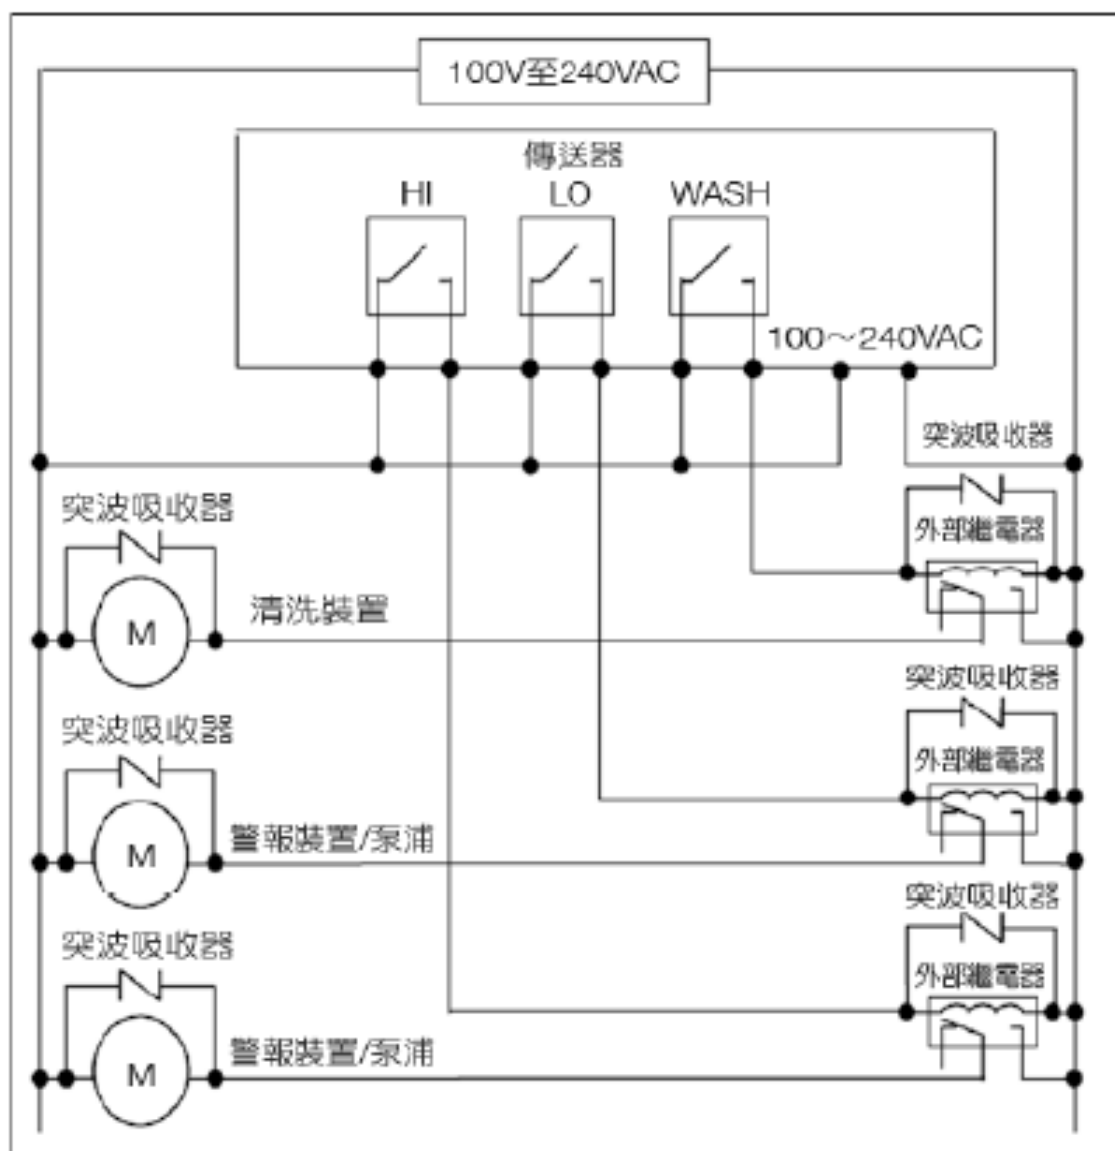 100V至240VAC
傳送器
HI LO WASH
100～240VAC
突波吸收器
外部繼電器
突波吸收器
M
清洗裝置
突波吸收器
外部繼電器
突波吸收器
M
警報裝置/泵浦
突波吸收器
外部繼電器
突波吸收器
M
警報裝置/泵浦